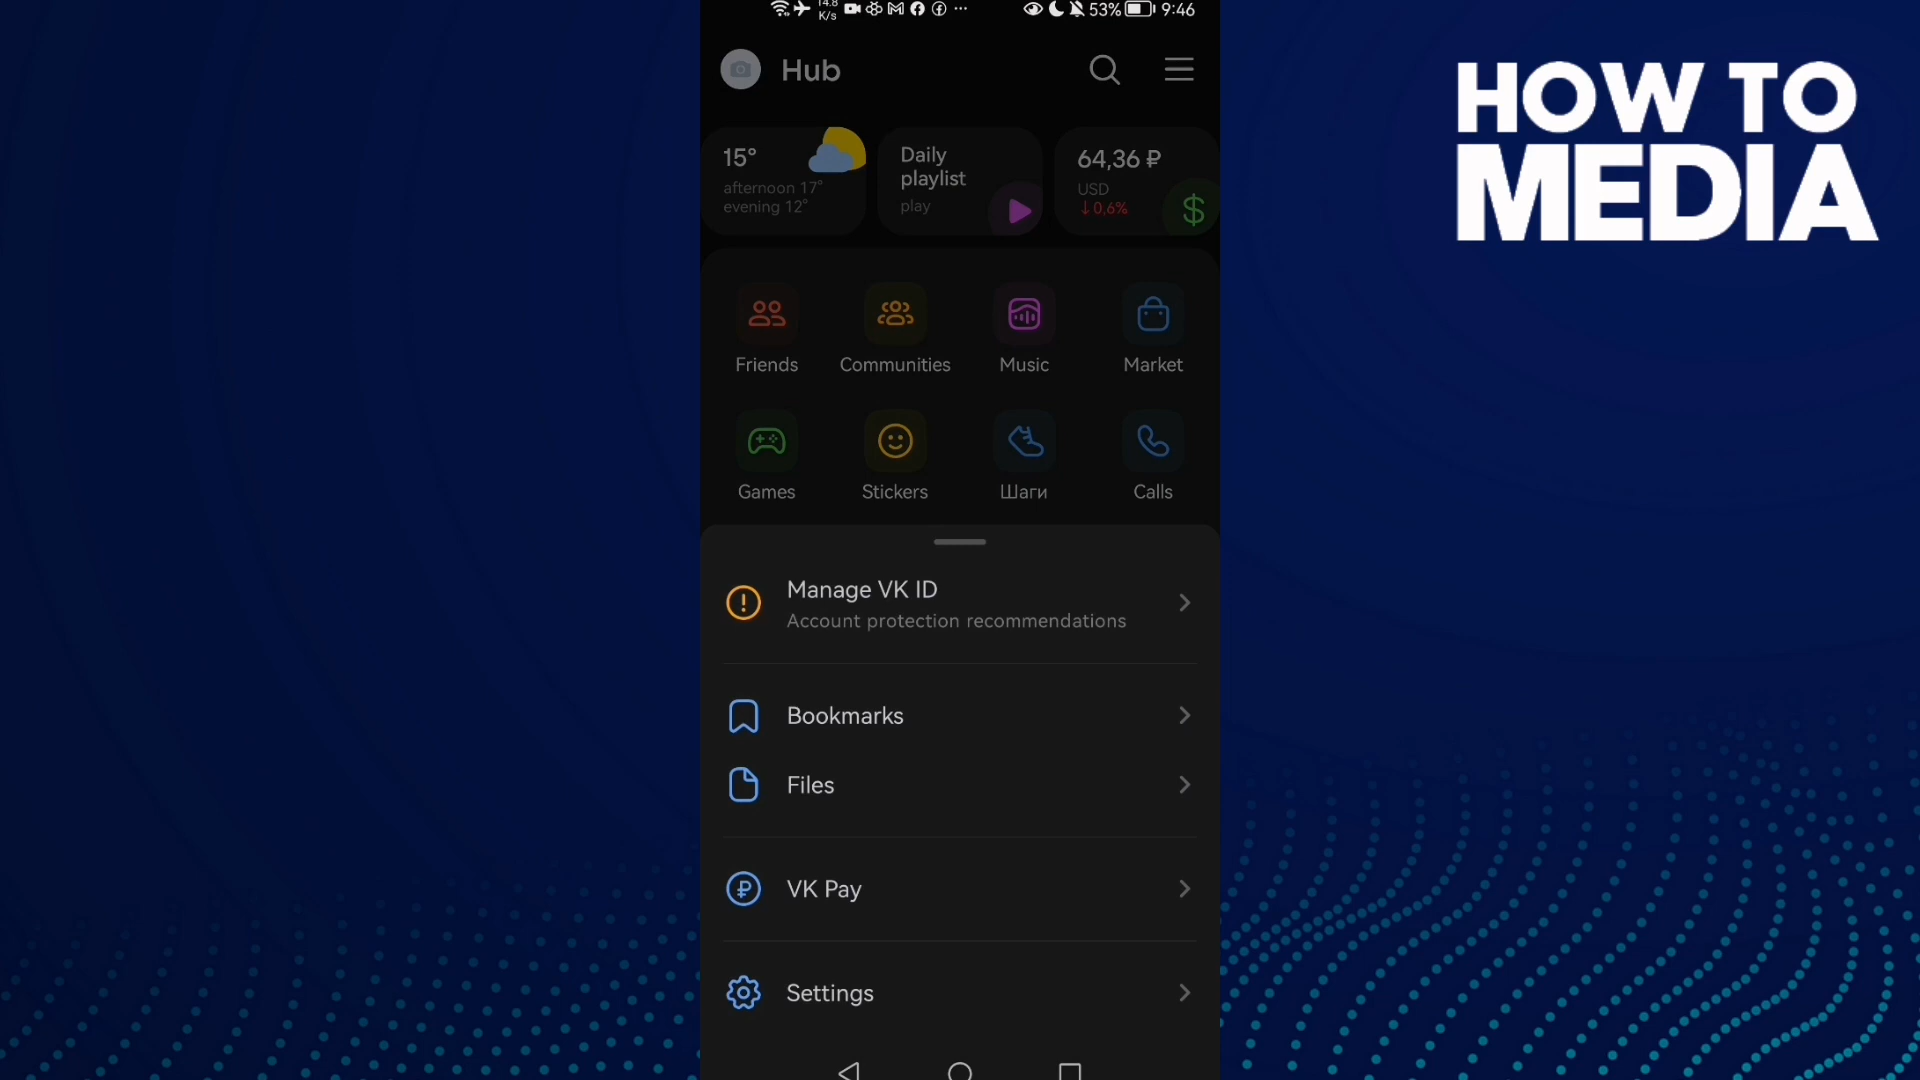 14.8
K/s
53%
9:46
Hub
HOW TO
MEDIA
15°
afternoon 17°
evening 12°
Daily
playlist
play
64,36 ₽
USD
↓0,6%
Friends
Communities
Music
Market
Games
Stickers
Шаги
Calls
Manage VK ID
Account protection recommendations
Bookmarks
Files
VK Pay
Settings